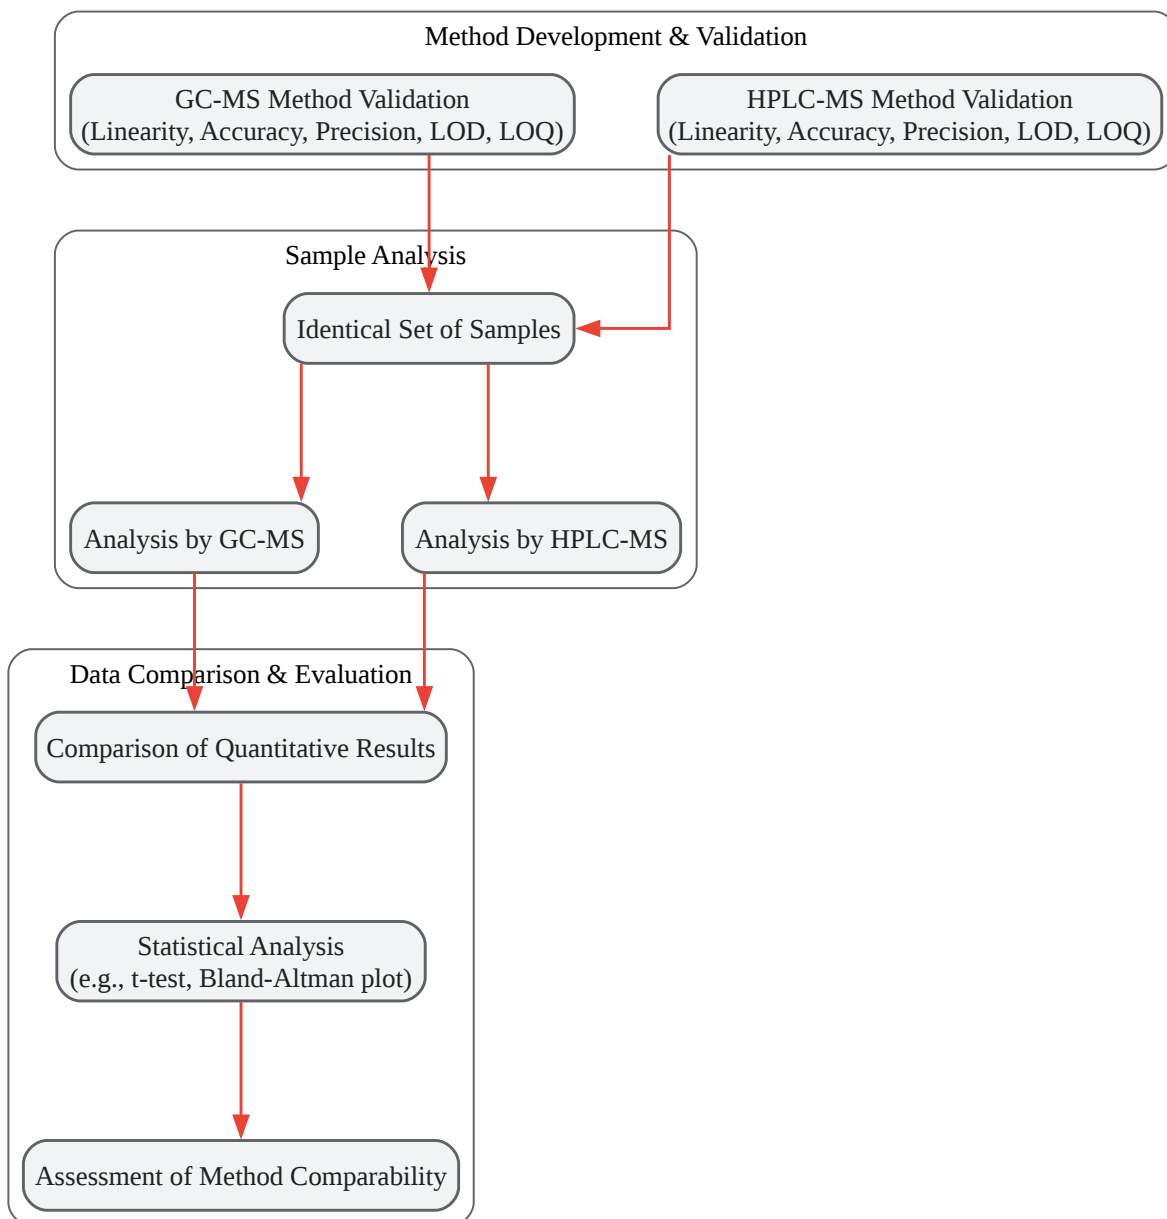 Method Development & Validation
GC-MS Method Validation
(Linearity, Accuracy, Precision, LOD, LOQ)
HPLC-MS Method Validation
(Linearity, Accuracy, Precision, LOD, LOQ)
Sample Analysis
Identical Set of Samples
Analysis by GC-MS
Analysis by HPLC-MS
Data Comparison & Evaluation
Comparison of Quantitative Results
Statistical Analysis
(e.g., t-test, Bland-Altman plot)
Assessment of Method Comparability